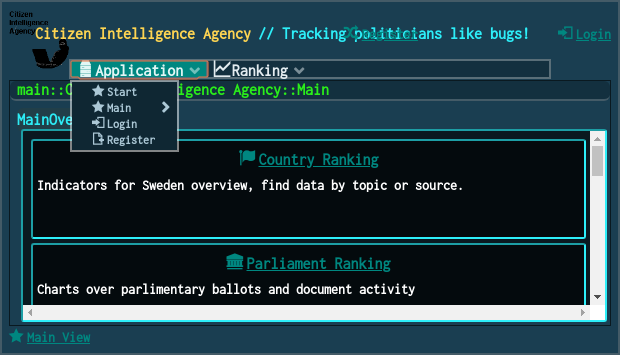 Citizen
Intelligence
Agency
Citizen Intelligence Agency // Tracking politicians like bugs!
Register
Login
Application
Ranking
main::C
igence Agency::Main
Start
Main
Login
Register
MainOve
Country Ranking
Indicators for Sweden overview, find data by topic or source.
Parliament Ranking
Charts over parlimentary ballots and document activity
Main View